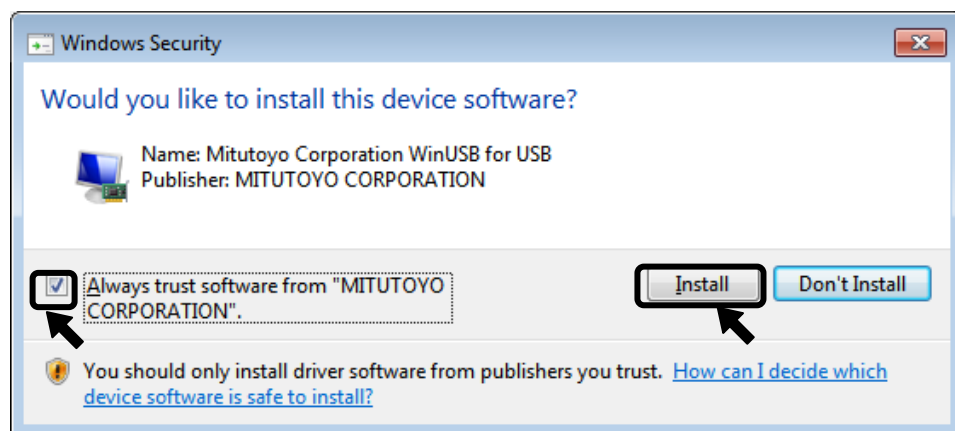 Windows Security
Would you like to install this device software?
Name: Mitutoyo Corporation WinUSB for USB
Publisher: MITUTOYO CORPORATION
Always trust software from "MITUTOYO
CORPORATION".
Install
Don't Install
You should only install driver software from publishers you trust. How can I decide which
device software is safe to install?